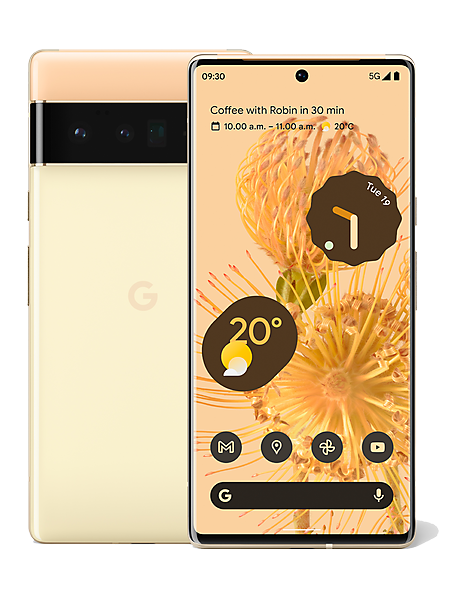 09:30
5G
Coffee with Robin in 30 min
10.00 a.m. – 11.00 a.m.
20°C
Tue 19
20°
G
G